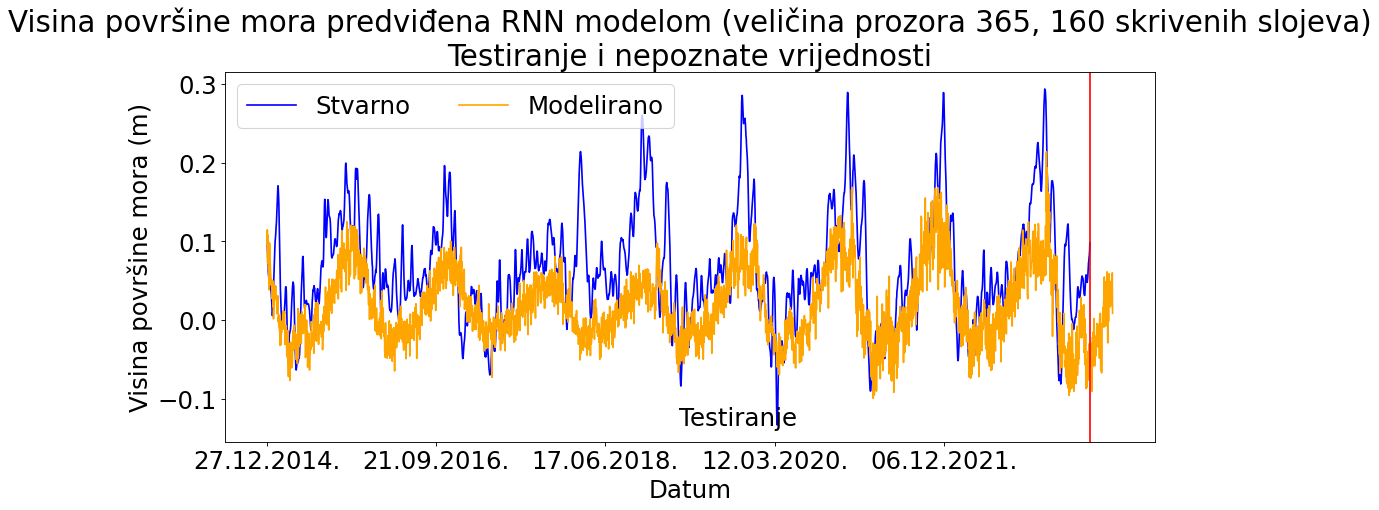 Visina površine mora predviđena RNN modelom (veličina prozora 365, 160 skrivenih slojeva)
Testiranje i nepoznate vrijednosti
Stvarno Modelirano
Visina površine mora (m)
0.3
0.2
0.1
0.0
−0.1
Testiranje
27.12.2014. 21.09.2016. 17.06.2018. 12.03.2020. 06.12.2021.
Datum